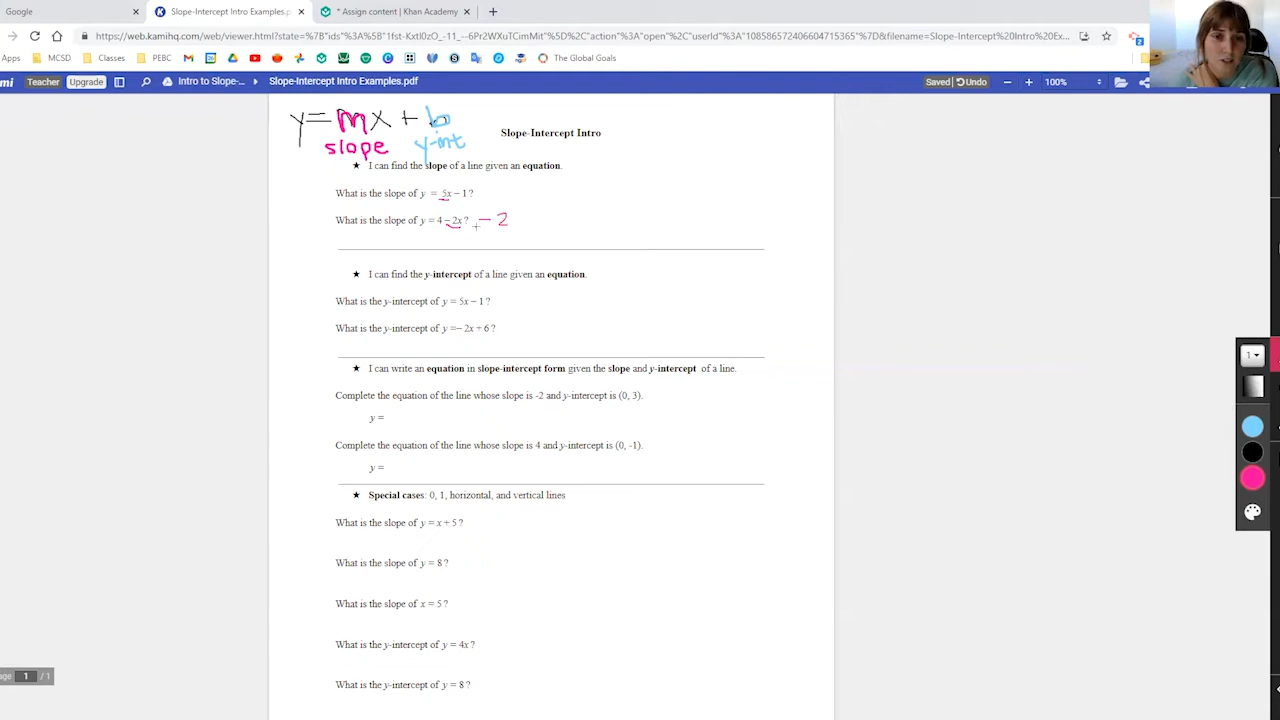 Google
Slope-Intercept Intro Examples.pdf
* Assign content | Khan Academy
Apps
MCSD
Classes
PEBC
The Global Goals
2
mi
Teacher
Upgrade
Intro to Slope-...
Slope-Intercept Intro Examples.pdf
Saved
Undo
100%
y = mx + b
slope
y-int
Slope-Intercept Intro
★ I can find the slope of a line given an equation.
What is the slope of y = 5x − 1 ?
What is the slope of y = 4 − 2x ? − 2
★ I can find the y-intercept of a line given an equation.
What is the y-intercept of y = 5x − 1 ?
What is the y-intercept of y =− 2x + 6 ?
★ I can write an equation in slope-intercept form given the slope and y-intercept of a line.
Complete the equation of the line whose slope is -2 and y-intercept is (0, 3).
y =
Complete the equation of the line whose slope is 4 and y-intercept is (0, -1).
y =
★ Special cases: 0, 1, horizontal, and vertical lines
What is the slope of y = x + 5 ?
What is the slope of y = 8 ?
What is the slope of x = 5 ?
What is the y-intercept of y = 4x ?
What is the y-intercept of y = 8 ?
1
age 1 / 1